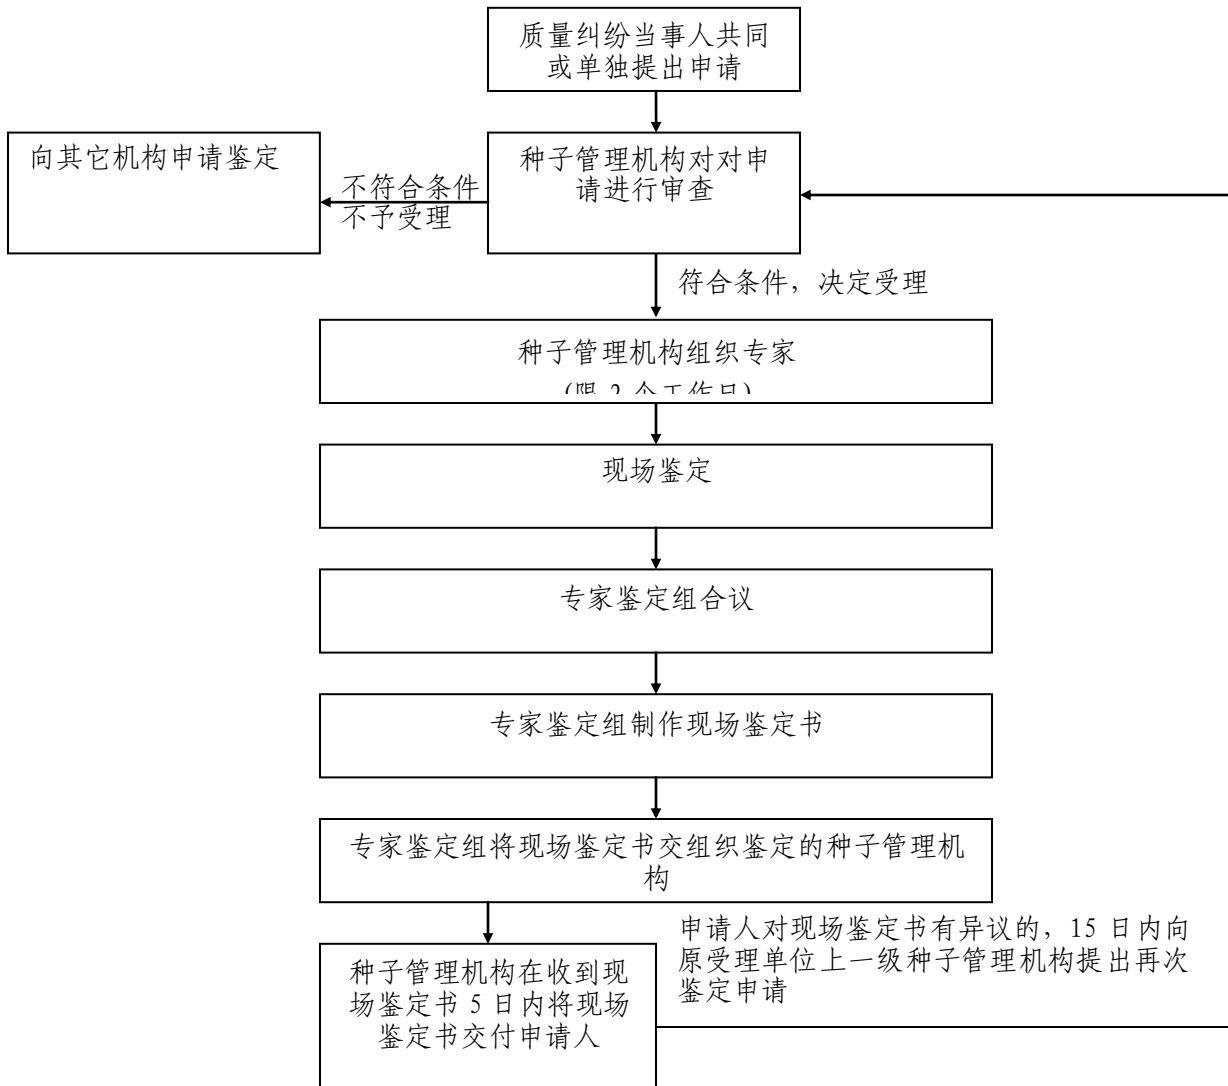 质量纠纷当事人共同
或单独提出申请
向其它机构申请鉴定
不符合条件
不予受理
种子管理机构对对申
请进行审查
符合条件，决定受理
种子管理机构组织专家
(限 2 个工作日)
现场鉴定
专家鉴定组合议
专家鉴定组制作现场鉴定书
专家鉴定组将现场鉴定书交组织鉴定的种子管理机
构
申请人对现场鉴定书有异议的，15 日内向
原受理单位上一级种子管理机构提出再次
鉴定申请
种子管理机构在收到现
场鉴定书 5 日内将现场
鉴定书交付申请人